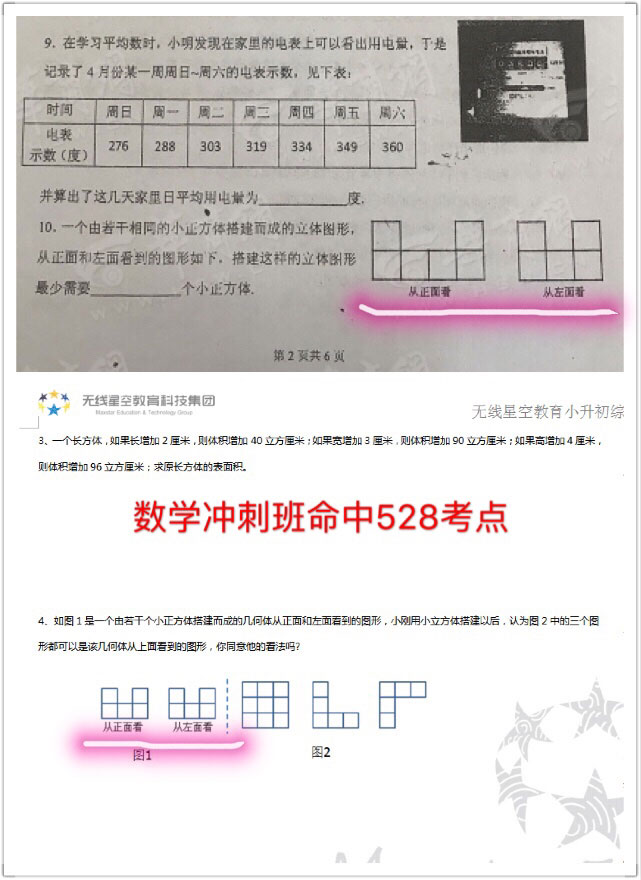 9. 在学习平均数时，小明发现在家里的电表上可以看出用电量，于是
记录了 4 月份某一周周日~周六的电表示数，见下表：
时间 周日 周一 周二 周三 周四 周五 周六
电表
示数（度） 276 288 303 319 334 349 360
并算出了这几天家里日平均用电量为____________度.
10. 一个由若干相同的小正方体搭建而成的立体图形，
从正面和左面看到的图形如下，搭建这样的立体图形
最少需要____________个小正方体.
从正面看 从左面看
第 2 页共 6 页
无线星空教育科技集团
Mandar Education & Technology Group
无线星空教育小升初综
3、一个长方体，如果长增加 2 厘米，则体积增加 40 立方厘米；如果宽增加 3 厘米，则体积增加 90 立方厘米；如果高增加 4 厘米，
则体积增加 96 立方厘米；求原长方体的表面积。
数学冲刺班命中528考点
4、如图 1 是一个由若干个小正方体搭建而成的几何体从正面和左面看到的图形，小刚用小立方体搭建以后，认为图 2 中的三个图
形都可以是该几何体从上面看到的图形，你同意他的看法吗?
从正面看 从左面看
图1 图2